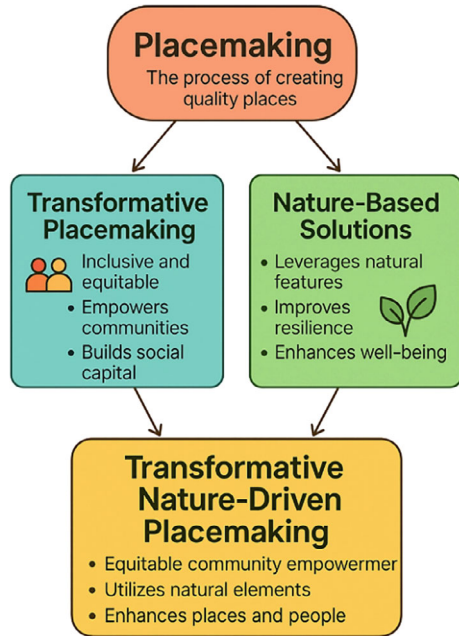 Placemaking
The process of creating
quality places
Transformative
Placemaking
Inclusive and
equitable
• Empowers
communities
• Builds social
capital
Nature-Based
Solutions
• Leverages natural
features
• Improves
resilience
• Enhances well-being
Transformative
Nature-Driven
Placemaking
• Equitable community empowermer
• Utilizes natural elements
• Enhances places and people